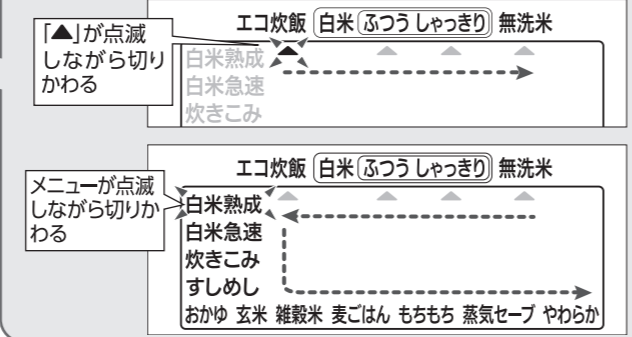 「▲」が点滅
しながら切り
かわる
エコ炊飯 白米 ふつう しゃっきり 無洗米
白米熟成
白米急速
炊きこみ
メニューが点滅
しながら切りか
わる
エコ炊飯 白米 ふつう しゃっきり 無洗米
白米熟成
白米急速
炊きこみ
すしめし
おかゆ 玄米 雑穀米 麦ごはん もちもち 蒸気セーブ やわらか